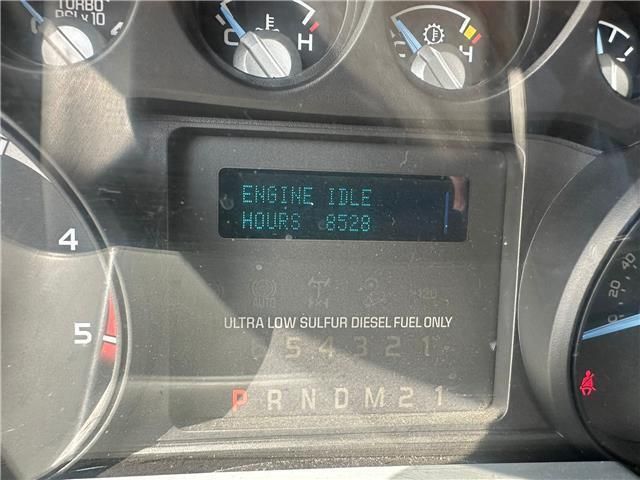 TURBO
PSI x 10
C H
H
ENGINE IDLE
HOURS 8528
4
5
AUTO
ULTRA LOW SULFUR DIESEL FUEL ONLY
5 4 3 2 1
P R N D M 2 1
20 40